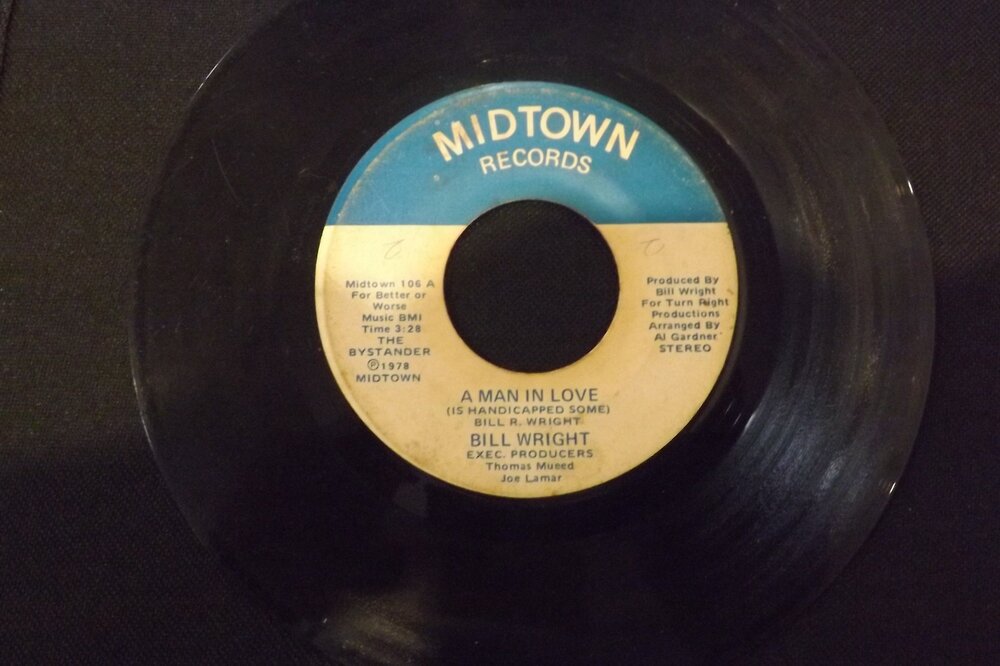 MIDTOWN
RECORDS
Midtown 106 A
For Better or
Worse
Music BMI
Time 3:28
THE
BYSTANDER
Ⓟ1978
MIDTOWN
Produced By
Bill Wright
For Turn Right
Productions
Arranged By
Al Gardner
STEREO
A MAN IN LOVE
(IS HANDICAPPED SOME)
BILL R. WRIGHT
BILL WRIGHT
EXEC. PRODUCERS
Thomas Mueed
Joe Lamar